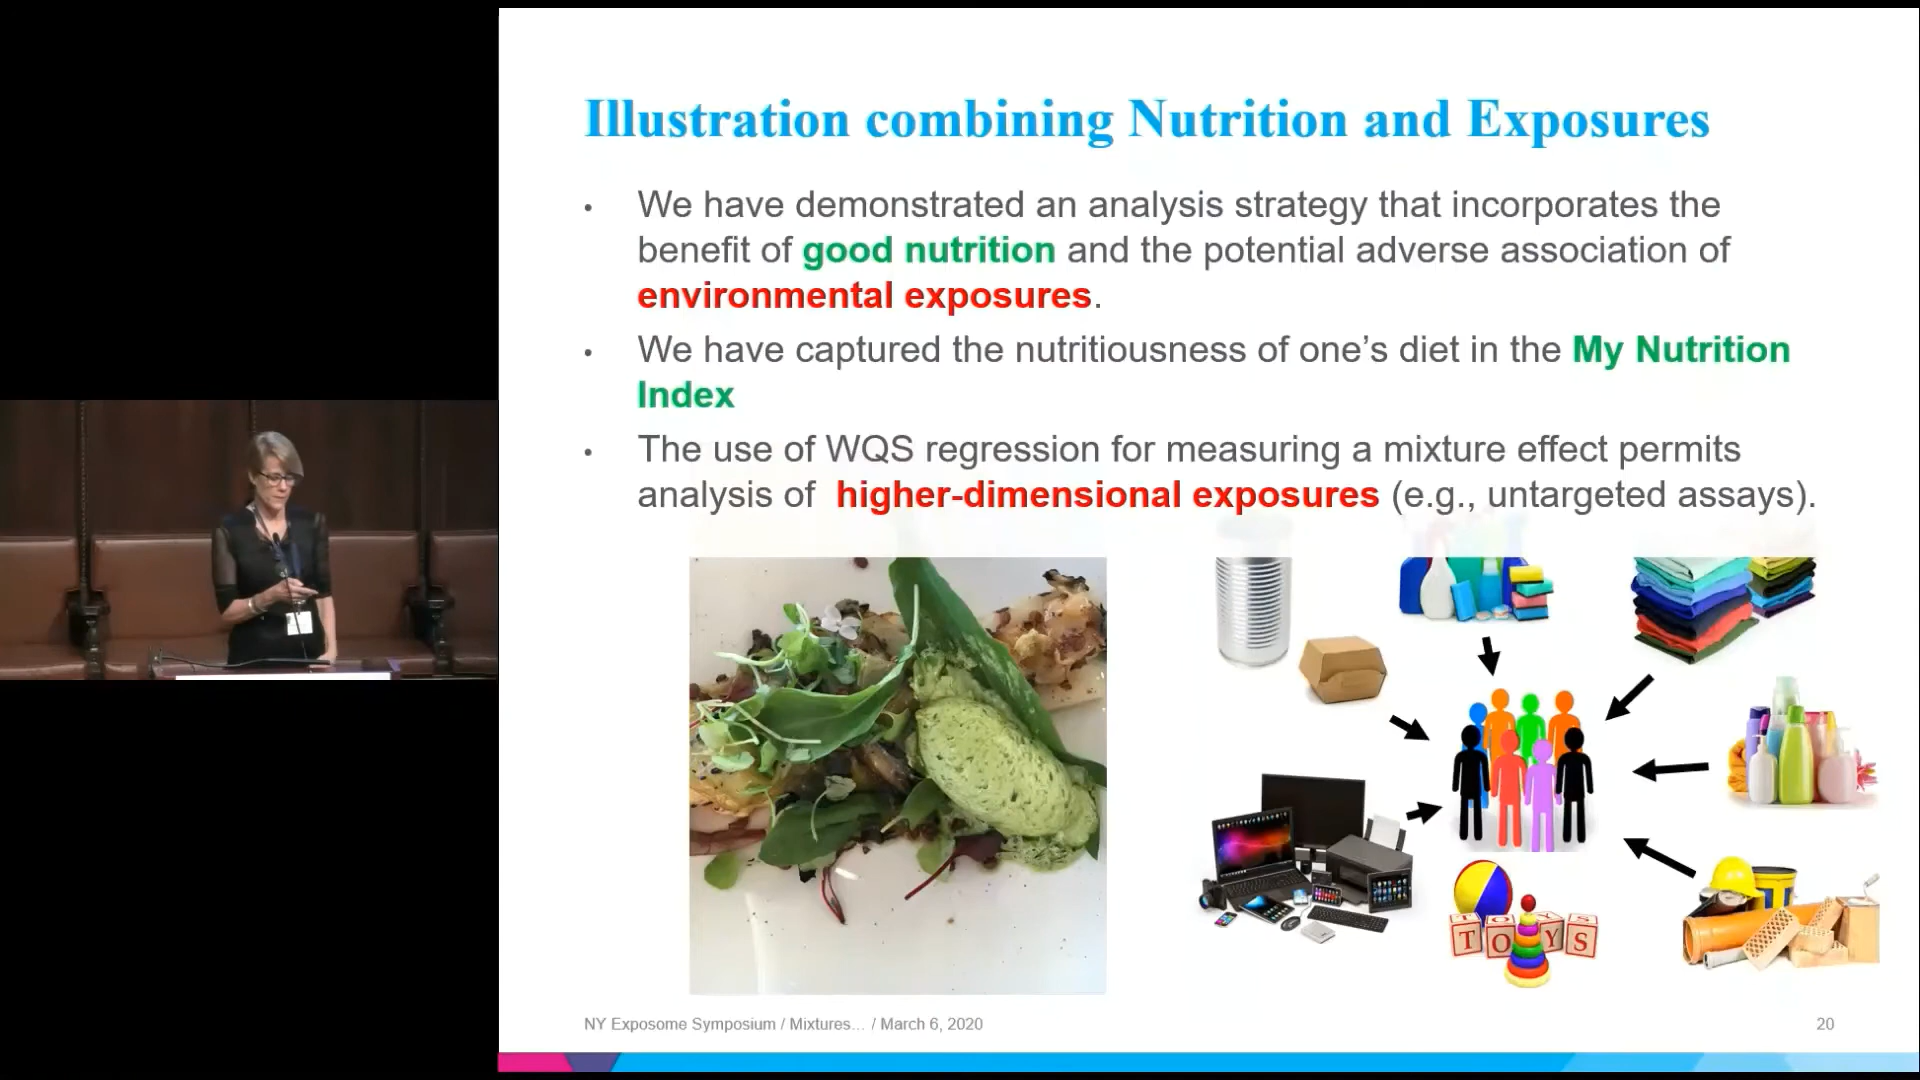 Illustration combining Nutrition and Exposures
• We have demonstrated an analysis strategy that incorporates the
benefit of good nutrition and the potential adverse association of
environmental exposures.
• We have captured the nutritiousness of one’s diet in the My Nutrition
Index
• The use of WQS regression for measuring a mixture effect permits
analysis of higher-dimensional exposures (e.g., untargeted assays).
T O Y S
T O Y S
NY Exposome Symposium / Mixtures... / March 6, 2020
20